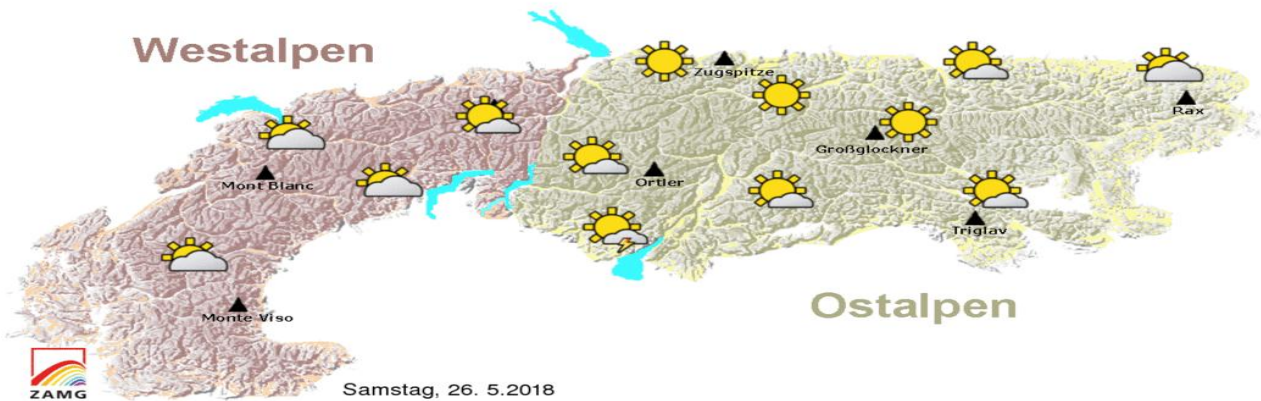 Westalpen
Zugspitze
Rax
Großglockner
Mont Blanc
Ortler
Triglav
Ostalpen
Monte Viso
ZAMG
Samstag, 26. 5.2018